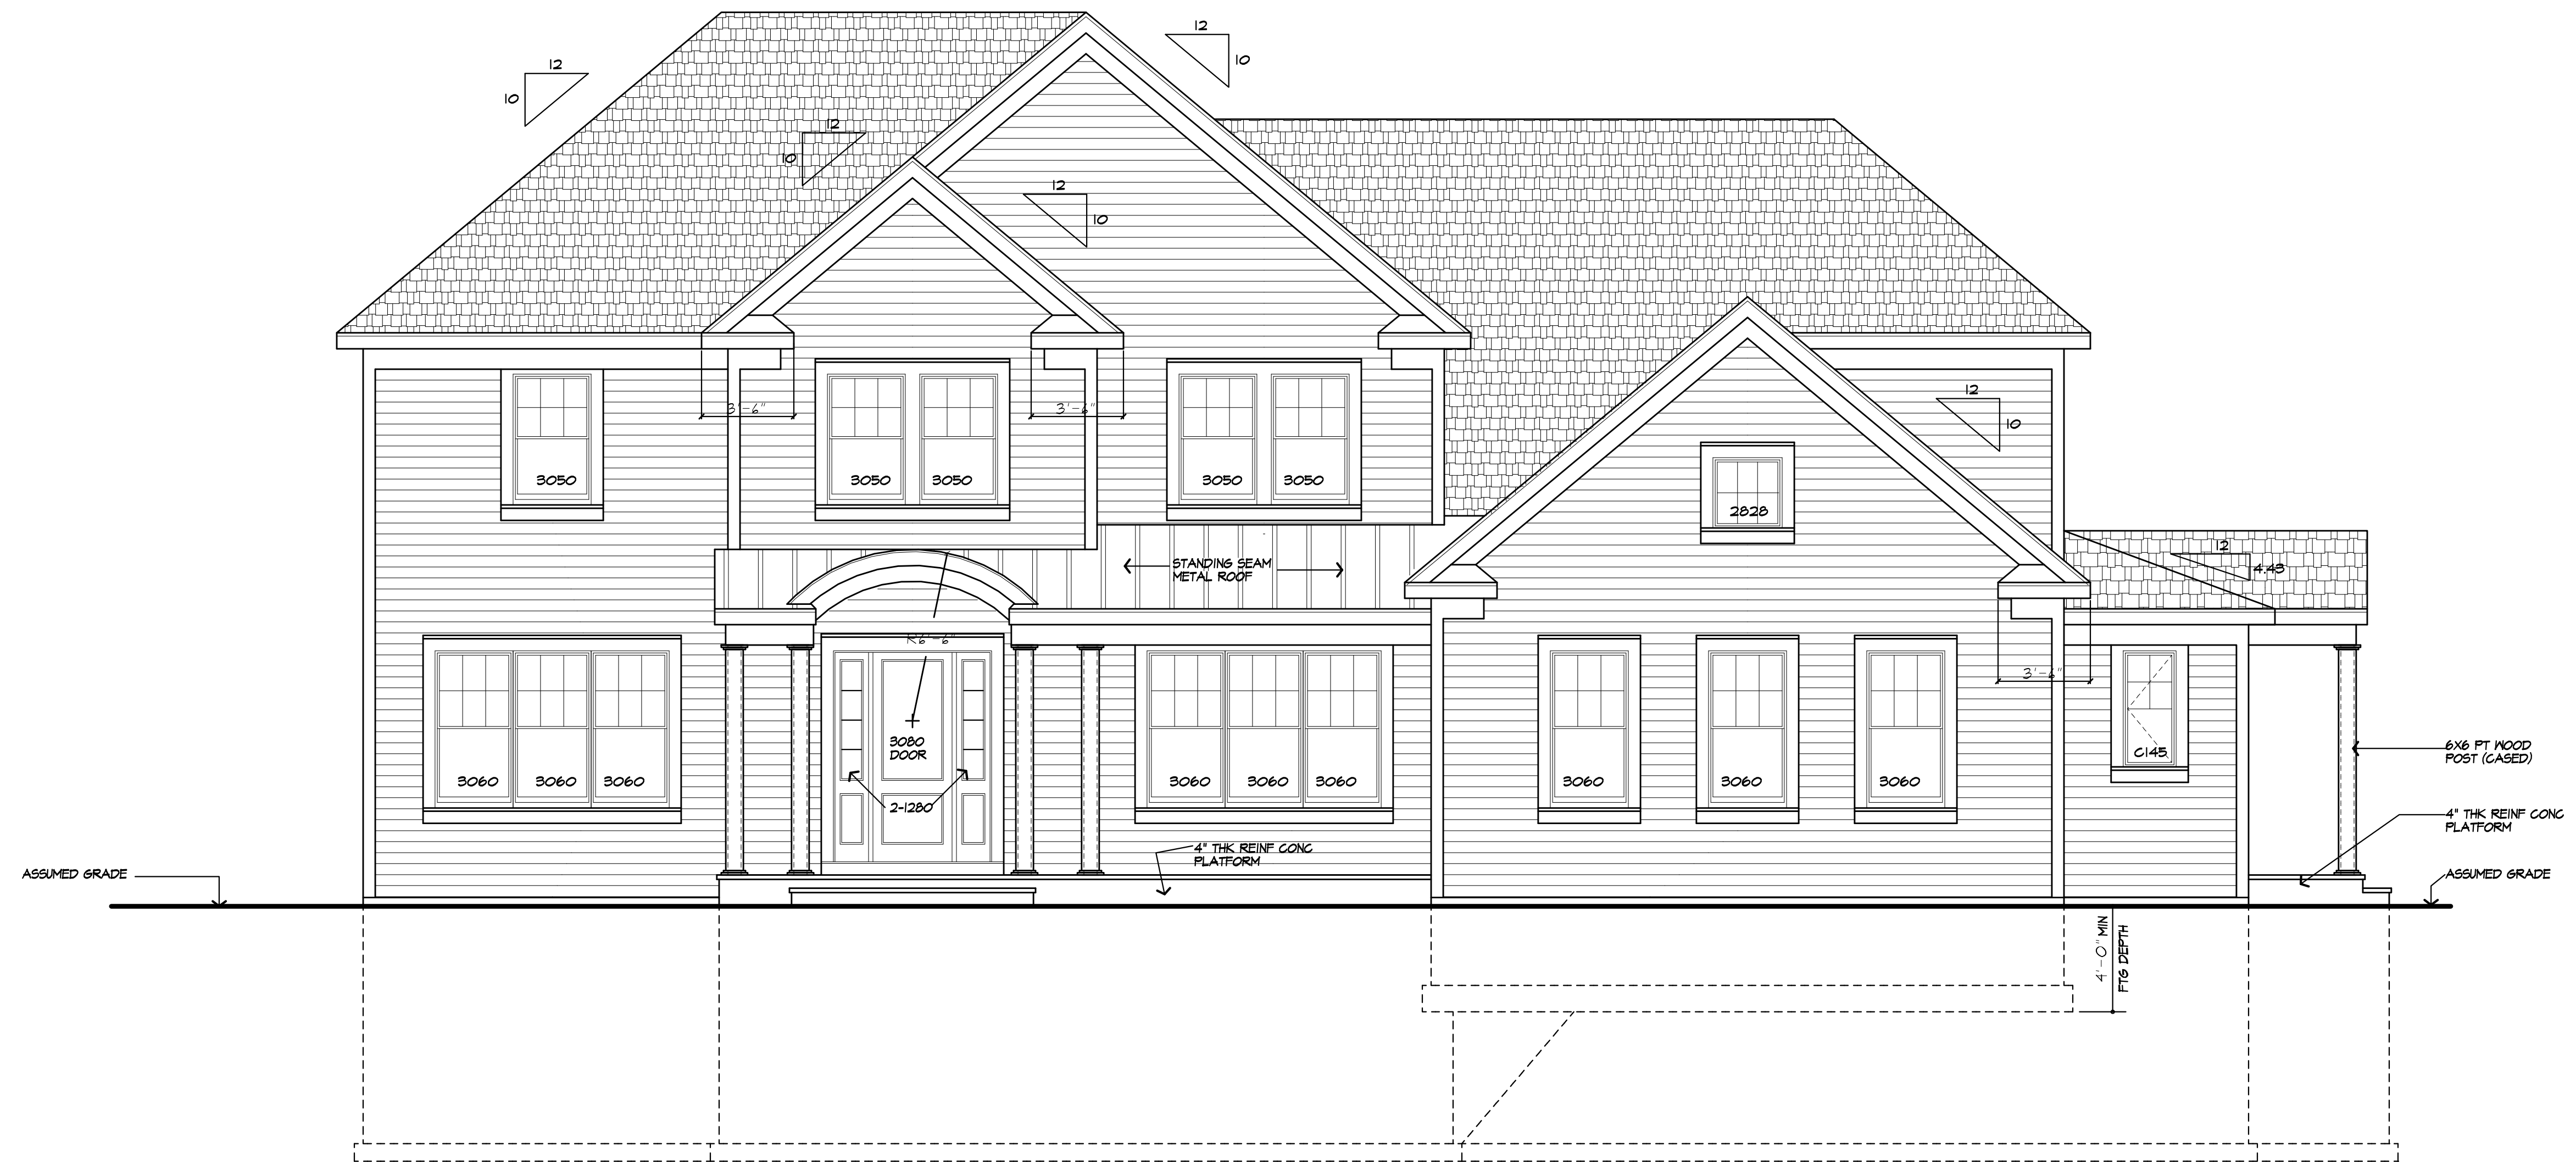 12
10
12
10
12
10
12
10
12
10
3'-6"
3'-6"
3050
3050
3050
3050
3050
2828
STANDING SEAM
METAL ROOF
12
4.43
R6'-6"
3'-6"
3080
DOOR
C145
6X6 PT WOOD
POST (CASED)
3060
3060
3060
2-1280
3060
3060
3060
3060
3060
3060
4" THK REINF CONC
PLATFORM
4" THK REINF CONC
PLATFORM
ASSUMED GRADE
ASSUMED GRADE
4'-0" MIN
FTG DEPTH